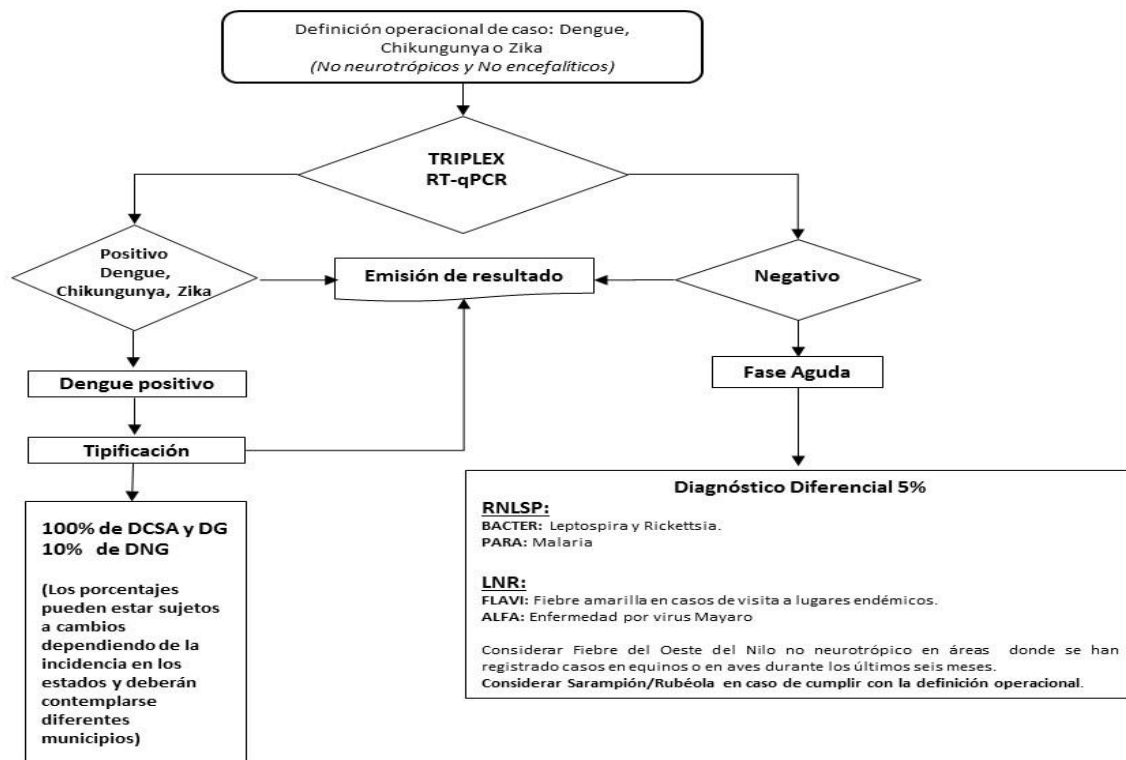 Definición operacional de caso: Dengue,
Chikungunya o Zika
(No neurotrópicos y No encefalíticos)
TRIPLEX
RT-qPCR
Positivo
Dengue,
Chikungunya, Zika
Emisión de resultado
Negativo
Dengue positivo
Fase Aguda
Tipificación
100% de DCSA y DG
10% de DNG
(Los porcentajes
pueden estar sujetos
a cambios
dependiendo de la
incidencia en los
estados y deberán
contemplarse
diferentes
municipios)
Diagnóstico Diferencial 5%
RNLSP:
BACTER: Leptospira y Rickettsia.
PARA: Malaria
LNR:
FLAVI: Fiebre amarilla en casos de visita a lugares endémicos.
ALFA: Enfermedad por virus Mayaro
Considerar Fiebre del Oeste del Nilo no neurotrópico en áreas donde se han
registrado casos en equinos o en aves durante los últimos seis meses.
Considerar Sarampión/Rubéola en caso de cumplir con la definición operacional.